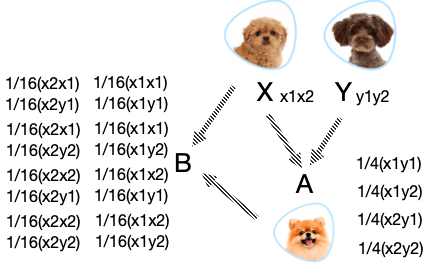 X x1x2 Y y1y2
1/16(x2x1) 1/16(x1x1)
1/16(x2y1) 1/16(x1y1)
1/16(x2x1) 1/16(x1x1)
1/16(x2y2) 1/16(x1y2)
B
1/16(x2x2) 1/16(x1x2)
1/16(x2y1) 1/16(x1y1)
1/16(x2x2) 1/16(x1x2)
1/16(x2y2) 1/16(x1y2)
A
1/4(x1y1)
1/4(x1y2)
1/4(x2y1)
1/4(x2y2)